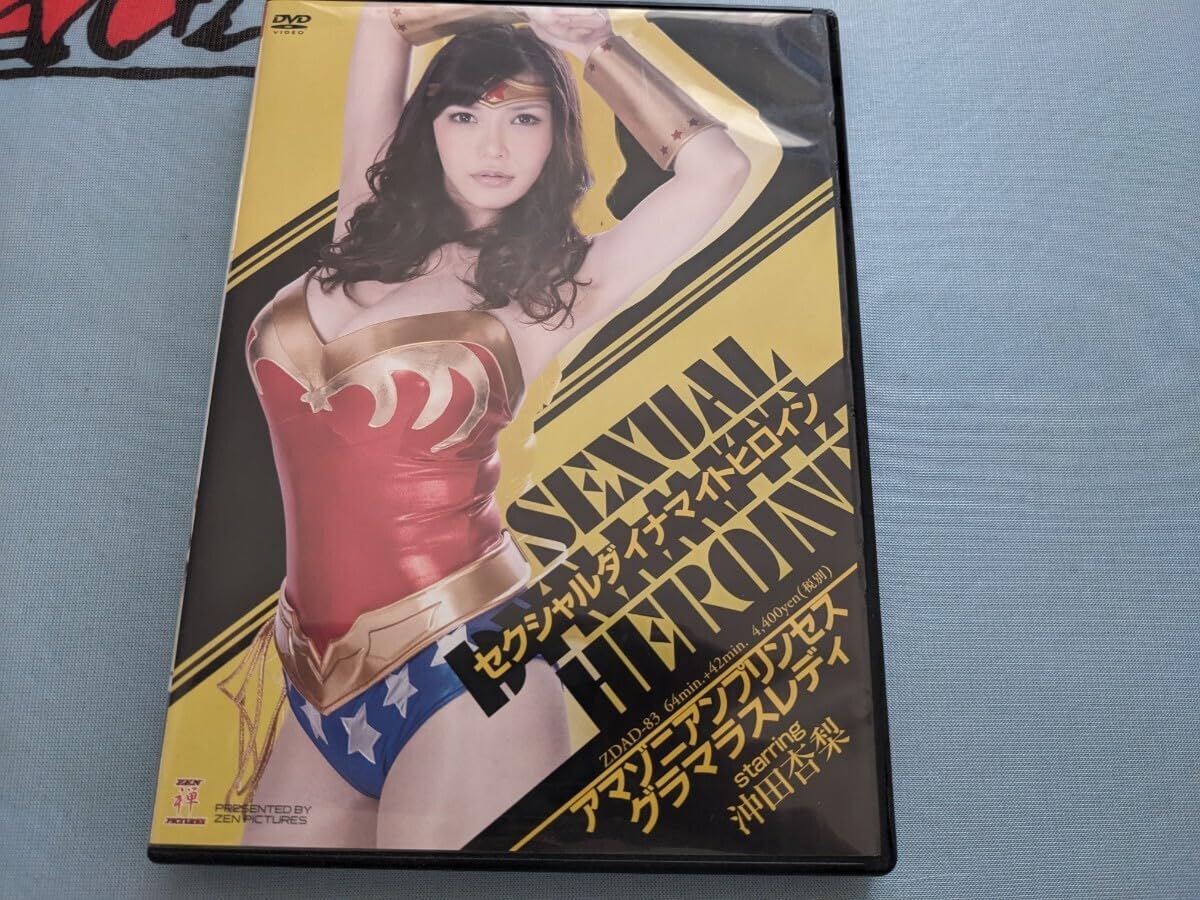 DVD
VIDEO
SEXUAL
セクシャルダイナマイトヒロイン
HEROINE
ZDAD-83 64min.+42min. 4,400yen(税別)
アマゾニアンプリンセス
グラマラスレディ
starring
沖田杏梨
ZEN
禅
PICTURES
PRESENTED BY
ZEN PICTURES